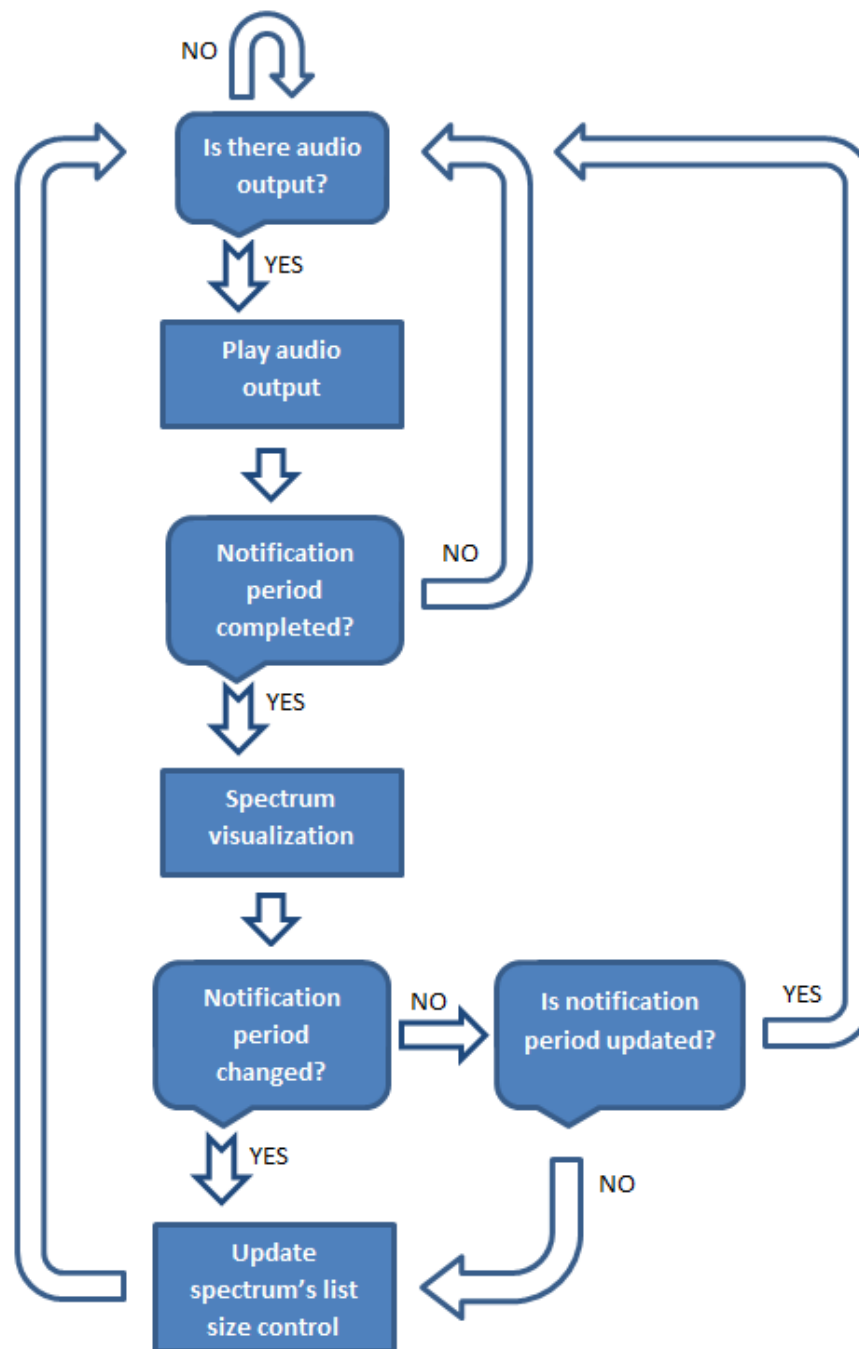 NO
Is there audio
output?
YES
Play audio
output
Notification
period
completed?
NO
YES
Spectrum
visualization
Notification
period
changed?
NO
Is notification
period updated?
YES
YES
NO
Update
spectrum’s list
size control